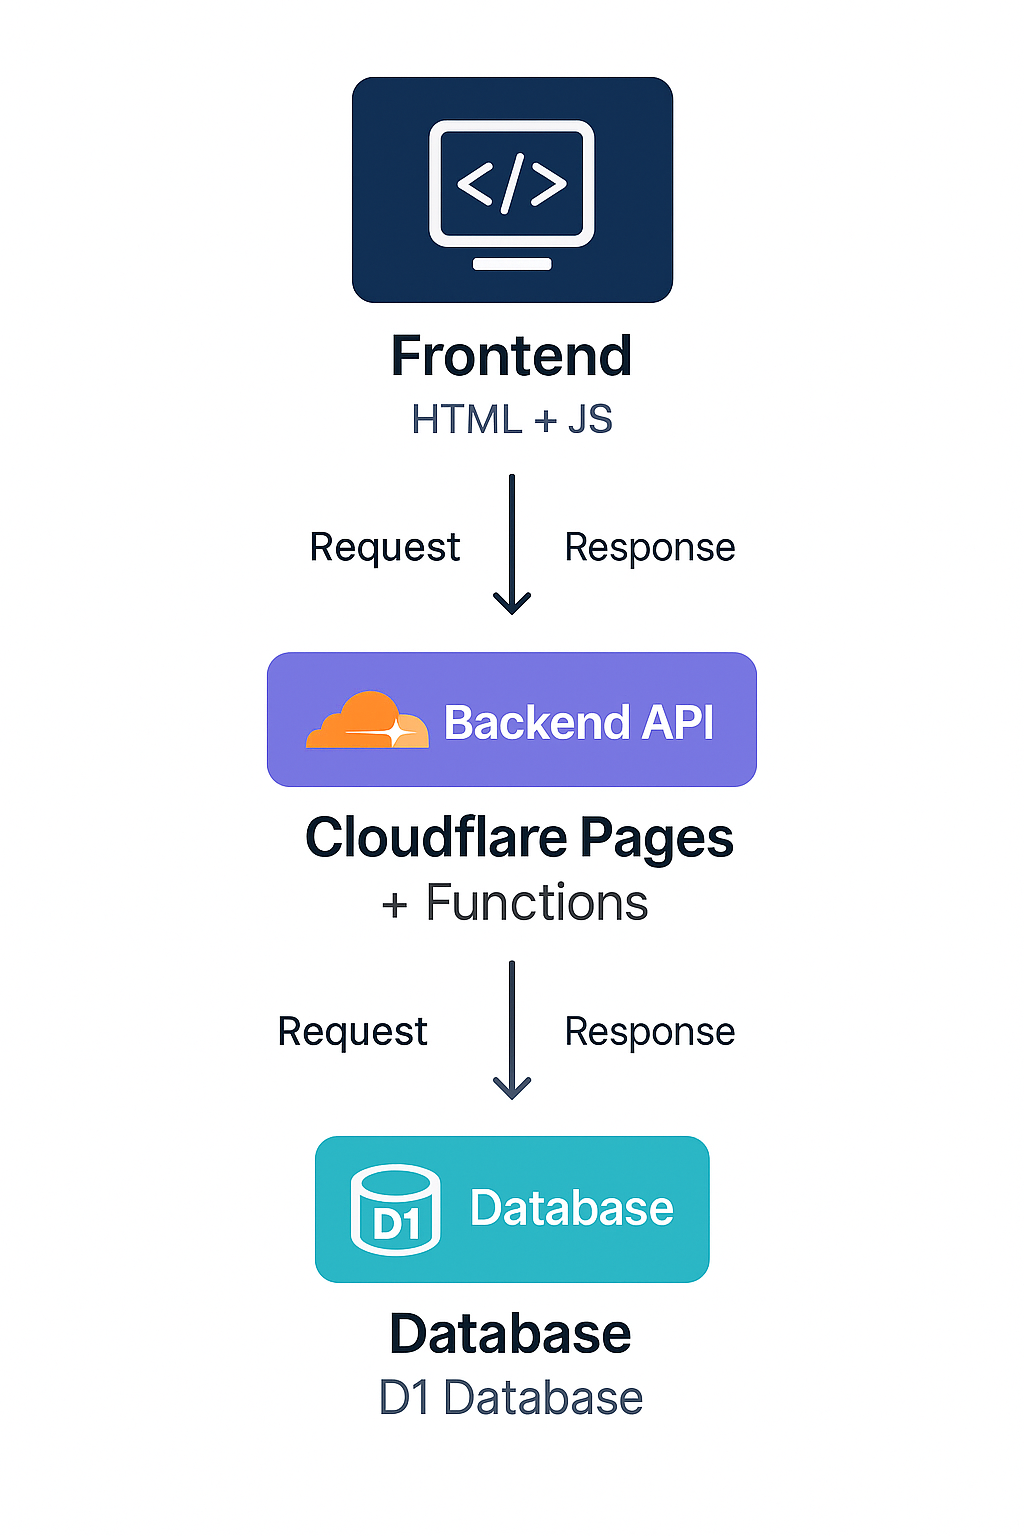 </>
Frontend
HTML + JS
Request Response
Backend API
Cloudflare Pages
+ Functions
Request Response
D1 Database
Database
D1 Database